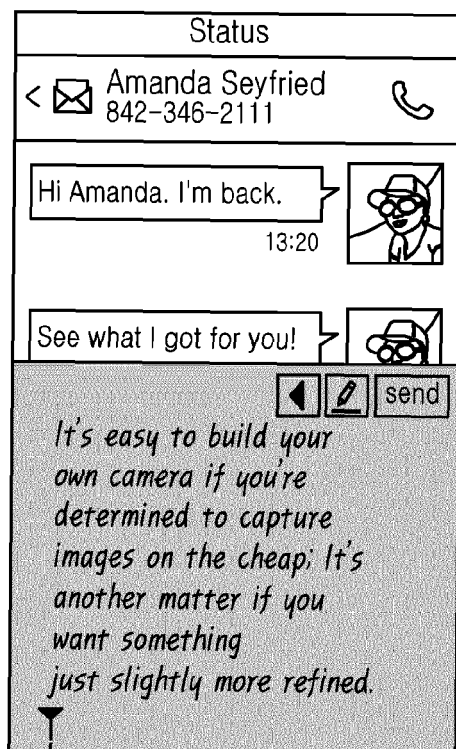 Status
Amanda Seyfried
842-346-2111
Hi Amanda. I'm back.
13:20
See what I got for you!
send
It's easy to build your
own camera if you're
determined to capture
images on the cheap; It's
another matter if you
want something
just slightly more refined.